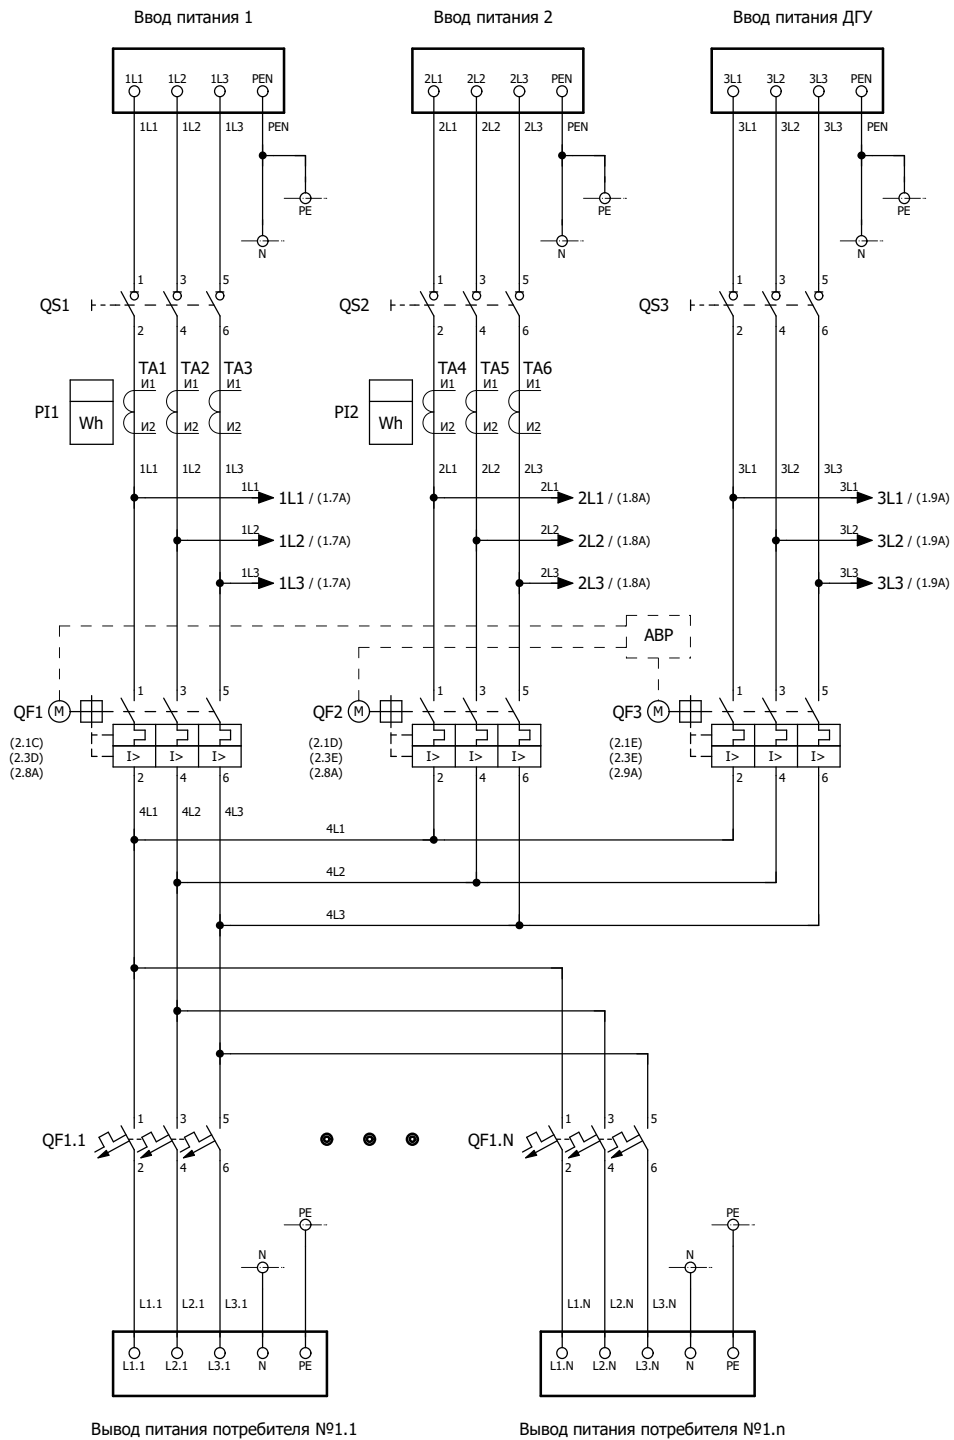 Ввод питания 1 Ввод питания 2 Ввод питания ДГУ
1L1 1L2 1L3 PEN 2L1 2L2 2L3 PEN 3L1 3L2 3L3 PEN
1L1 1L2 1L3 PEN 2L1 2L2 2L3 PEN 3L1 3L2 3L3 PEN
PE PE PE
N N N
1 3 5 1 3 5 1 3 5
QS1 QS2 QS3
2 4 6 2 4 6 2 4 6
TA1 TA2 TA3 TA4 TA5 TA6
И1 И1 И1 И1 И1 И1
PI1 Wh PI2 Wh
И2 И2 И2 И2 И2 И2
1L1 1L2 1L3 2L1 2L2 2L3 3L1 3L2 3L3
1L1 2L1 3L1
1L1 / (1.7A) 2L1 / (1.8A) 3L1 / (1.9A)
1L2 2L2 3L2
1L2 / (1.7A) 2L2 / (1.8A) 3L2 / (1.9A)
1L3 2L3 3L3
1L3 / (1.7A) 2L3 / (1.8A) 3L3 / (1.9A)
АВР
1 3 5 1 3 5 1 3 5
QF1 M QF2 M QF3 M
(2.1C) (2.1D) (2.1E)
(2.3D) I> I> I> (2.3E) I> I> I> (2.3E) I> I> I>
(2.8A) 2 4 6 (2.8A) 2 4 6 (2.9A) 2 4 6
4L1 4L2 4L3
4L1
4L2
4L3
1 3 5 1 3 5
QF1.1 QF1.N
2 4 6 2 4 6
PE PE
N N
L1.1 L2.1 L3.1 L1.N L2.N L3.N
L1.1 L2.1 L3.1 N PE L1.N L2.N L3.N N PE
Вывод питания потребителя №1.1 Вывод питания потребителя №1.n